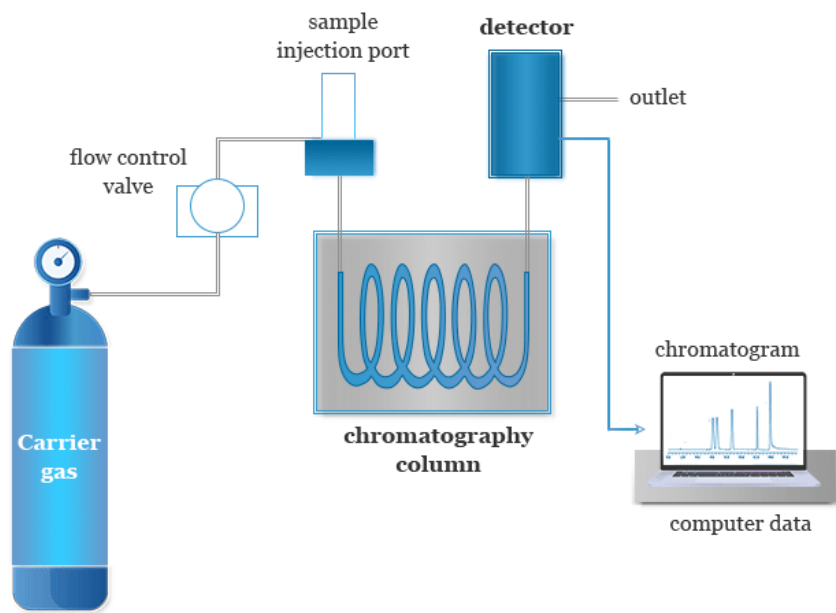 sample
injection port
detector
outlet
flow control
valve
Carrier
gas
chromatography
column
chromatogram
computer data